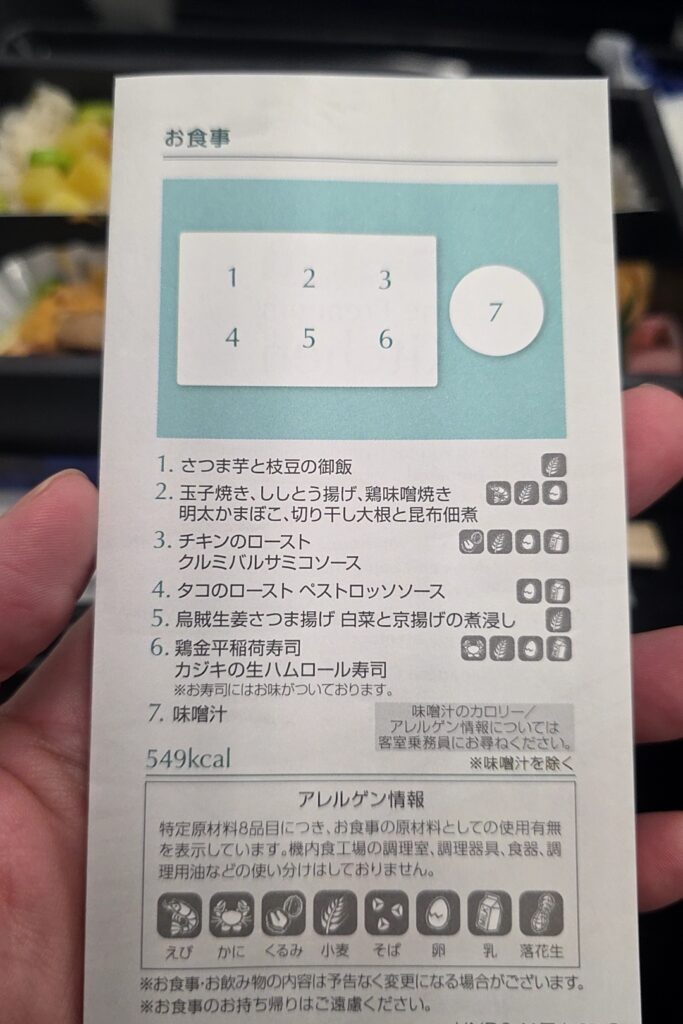 お食事
1 2 3
7
4 5 6
1. さつま芋と枝豆の御飯
2. 玉子焼き、ししとう揚げ、鶏味噌焼き
明太かまぼこ、切り干し大根と昆布佃煮
3. チキンのロースト
クルミバルサミコソース
4. タコのロースト ペストロッソソース
5. 烏賊生姜さつま揚げ 白菜と京揚げの煮浸し
6. 鶏金平稲荷寿司
カジキの生ハムロール寿司
※お寿司にはお味がついております。
7. 味噌汁
味噌汁のカロリー/
アレルゲン情報については
客室乗務員にお尋ねください。
549kcal
※味噌汁を除く
アレルゲン情報
特定原材料8品目につき、お食事の原材料としての使用有無
を表示しています。機内食工場の調理室、調理器具、食器、調
理用油などの使い分けはしておりません。
えび かに くるみ 小麦 そば 卵 乳 落花生
※お食事・お飲み物の内容は予告なく変更になる場合がございます。
※お食事のお持ち帰りはご遠慮ください。